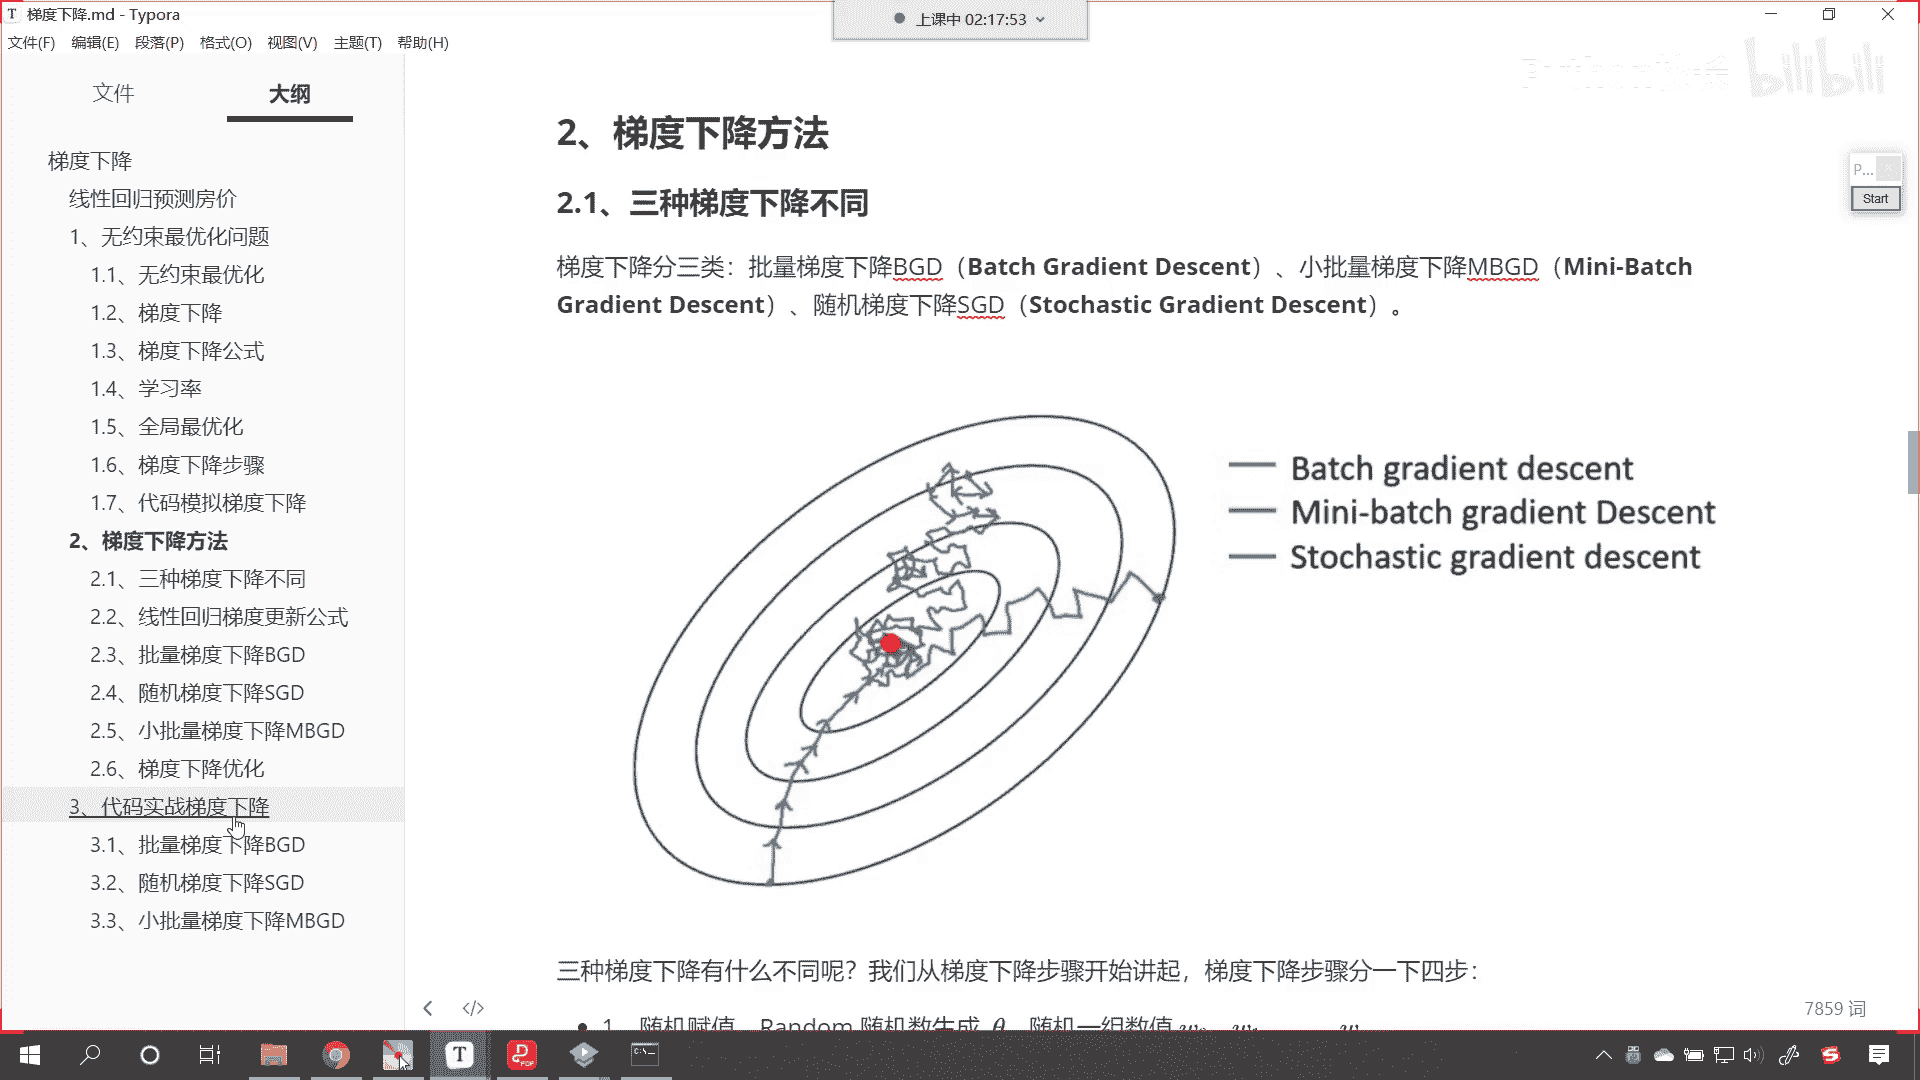 梯度下降.md - Typora
上课中 02:17:53
文件(F) 编辑(E) 段落(P) 格式(O) 视图(V) 主题(T) 帮助(H)
bilibili
文件 大纲
梯度下降
线性回归预测房价
1、无约束最优化问题
1.1、无约束最优化
1.2、梯度下降
1.3、梯度下降公式
1.4、学习率
1.5、全局最优化
1.6、梯度下降步骤
1.7、代码模拟梯度下降
2、梯度下降方法
2.1、三种梯度下降不同
2.2、线性回归梯度更新公式
2.3、批量梯度下降BGD
2.4、随机梯度下降SGD
2.5、小批量梯度下降MBGD
2.6、梯度下降优化
3、代码实战梯度下降
3.1、批量梯度下降BGD
3.2、随机梯度下降SGD
3.3、小批量梯度下降MBGD
2、梯度下降方法
2.1、三种梯度下降不同
梯度下降分三类：批量梯度下降BGD（Batch Gradient Descent）、小批量梯度下降MBGD（Mini-Batch
Gradient Descent）、随机梯度下降SGD（Stochastic Gradient Descent）。
Batch gradient descent
Mini-batch gradient Descent
Stochastic gradient descent
三种梯度下降有什么不同呢？我们从梯度下降步骤开始讲起，梯度下降步骤分一下四步：
1、随机赋值，Random 随机数生成 θ，随机一组数值
P...
Start
7859 词